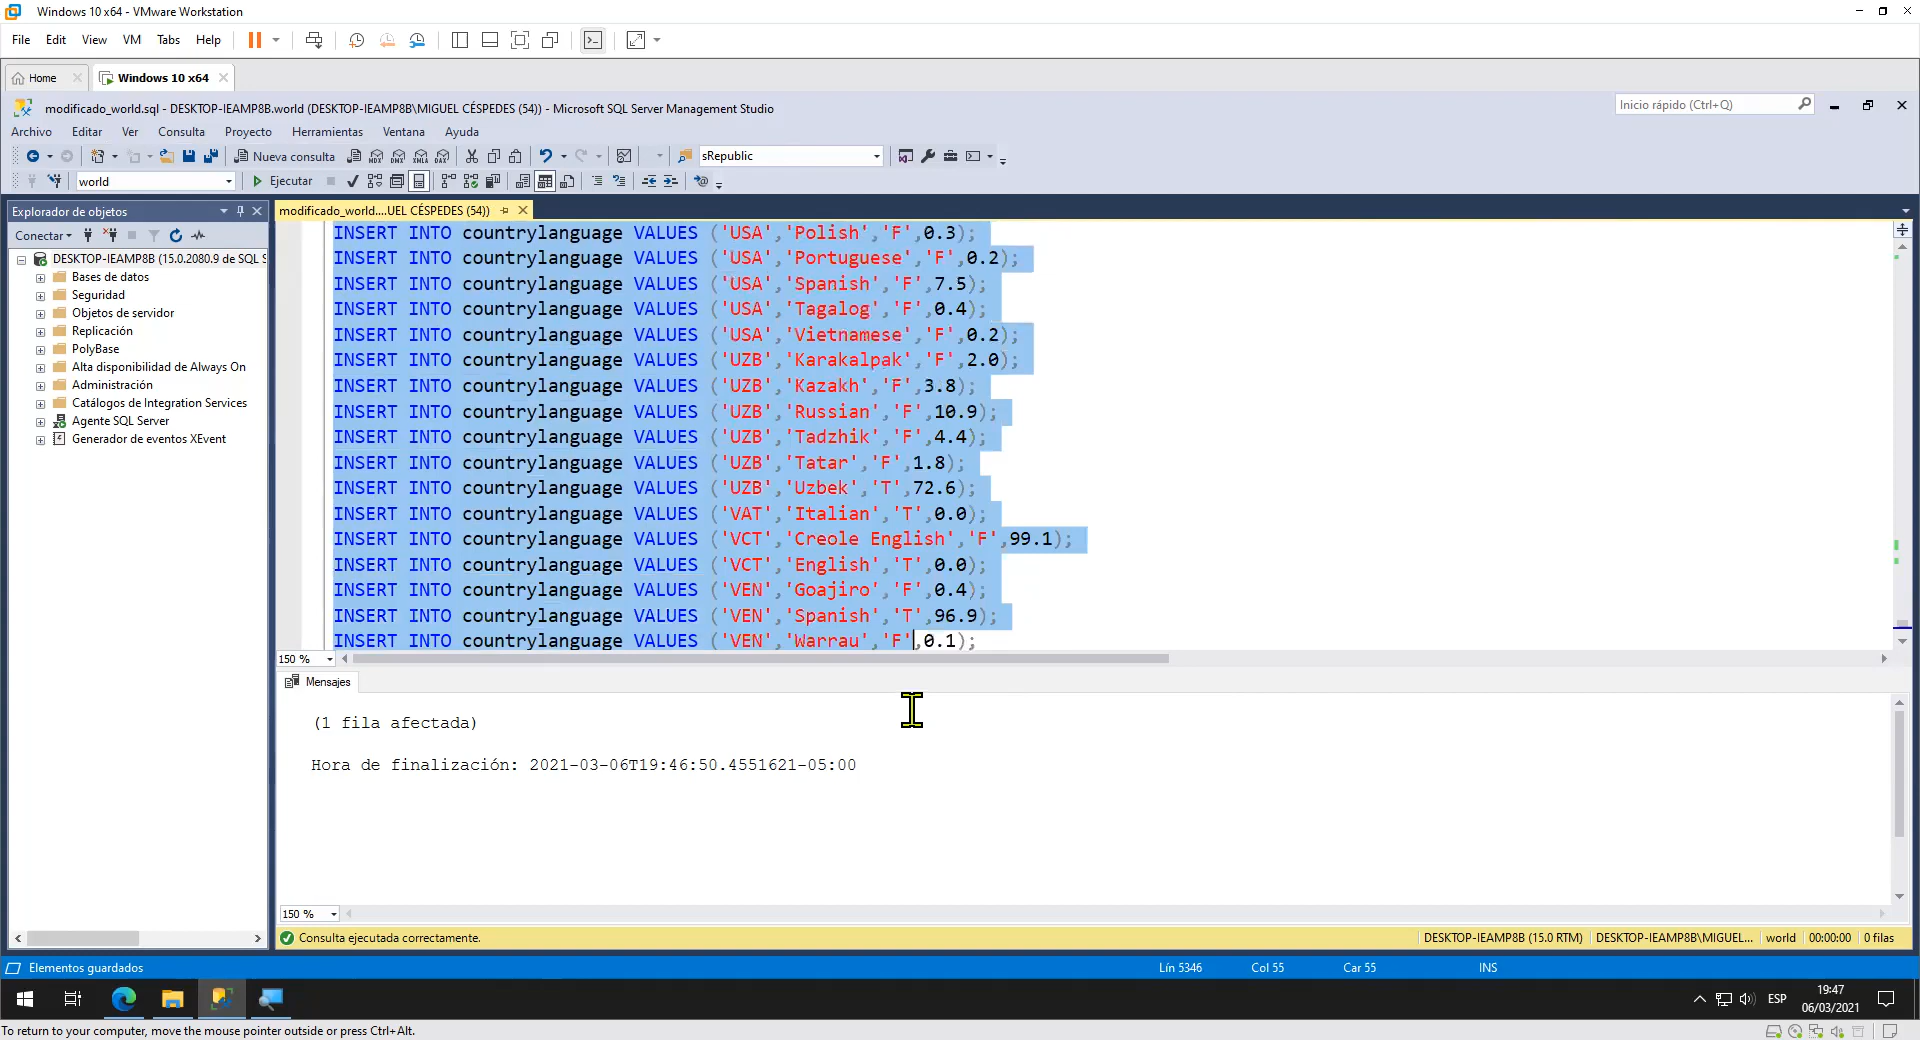 Windows 10 x64 - VMware Workstation
File Edit View VM Tabs Help
Home
Windows 10 x64
modificado_world.sql - DESKTOP-IEAMP8B.world (DESKTOP-IEAMP8B\MIGUEL CÉSPEDES (54)) - Microsoft SQL Server Management Studio
Inicio rápido (Ctrl+Q)
Archivo Editar Ver Consulta Proyecto Herramientas Ventana Ayuda
Nueva consulta
sRepublic
world
Ejecutar
Explorador de objetos
Conectar
DESKTOP-IEAMP8B (15.0.2080.9 de SQL S
Bases de datos
Seguridad
Objetos de servidor
Replicación
PolyBase
Alta disponibilidad de Always On
Administración
Catálogos de Integration Services
Agente SQL Server
Generador de eventos XEvent
modificado_world....UEL CÉSPEDES (54))
INSERT INTO countrylanguage VALUES ('USA','Polish','F',0.3);
INSERT INTO countrylanguage VALUES ('USA','Portuguese','F',0.2);
INSERT INTO countrylanguage VALUES ('USA','Spanish','F',7.5);
INSERT INTO countrylanguage VALUES ('USA','Tagalog','F',0.4);
INSERT INTO countrylanguage VALUES ('USA','Vietnamese','F',0.2);
INSERT INTO countrylanguage VALUES ('UZB','Karakalpak','F',2.0);
INSERT INTO countrylanguage VALUES ('UZB','Kazakh','F',3.8);
INSERT INTO countrylanguage VALUES ('UZB','Russian','F',10.9);
INSERT INTO countrylanguage VALUES ('UZB','Tadzhik','F',4.4);
INSERT INTO countrylanguage VALUES ('UZB','Tatar','F',1.8);
INSERT INTO countrylanguage VALUES ('UZB','Uzbek','T',72.6);
INSERT INTO countrylanguage VALUES ('VAT','Italian','T',0.0);
INSERT INTO countrylanguage VALUES ('VCT','Creole English','F',99.1);
INSERT INTO countrylanguage VALUES ('VCT','English','T',0.0);
INSERT INTO countrylanguage VALUES ('VEN','Goajiro','F',0.4);
INSERT INTO countrylanguage VALUES ('VEN','Spanish','T',96.9);
INSERT INTO countrylanguage VALUES ('VEN','Warrau','F',0.1);
150 %
Mensajes
(1 fila afectada)
Hora de finalización: 2021-03-06T19:46:50.4551621-05:00
150 %
Consulta ejecutada correctamente.
DESKTOP-IEAMP8B (15.0 RTM) DESKTOP-IEAMP8B\MIGUEL... world 00:00:00 0 filas
Elementos guardados
Lín 5346 Col 55 Car 55 INS
ESP
19:47
06/03/2021
To return to your computer, move the mouse pointer outside or press Ctrl+Alt.